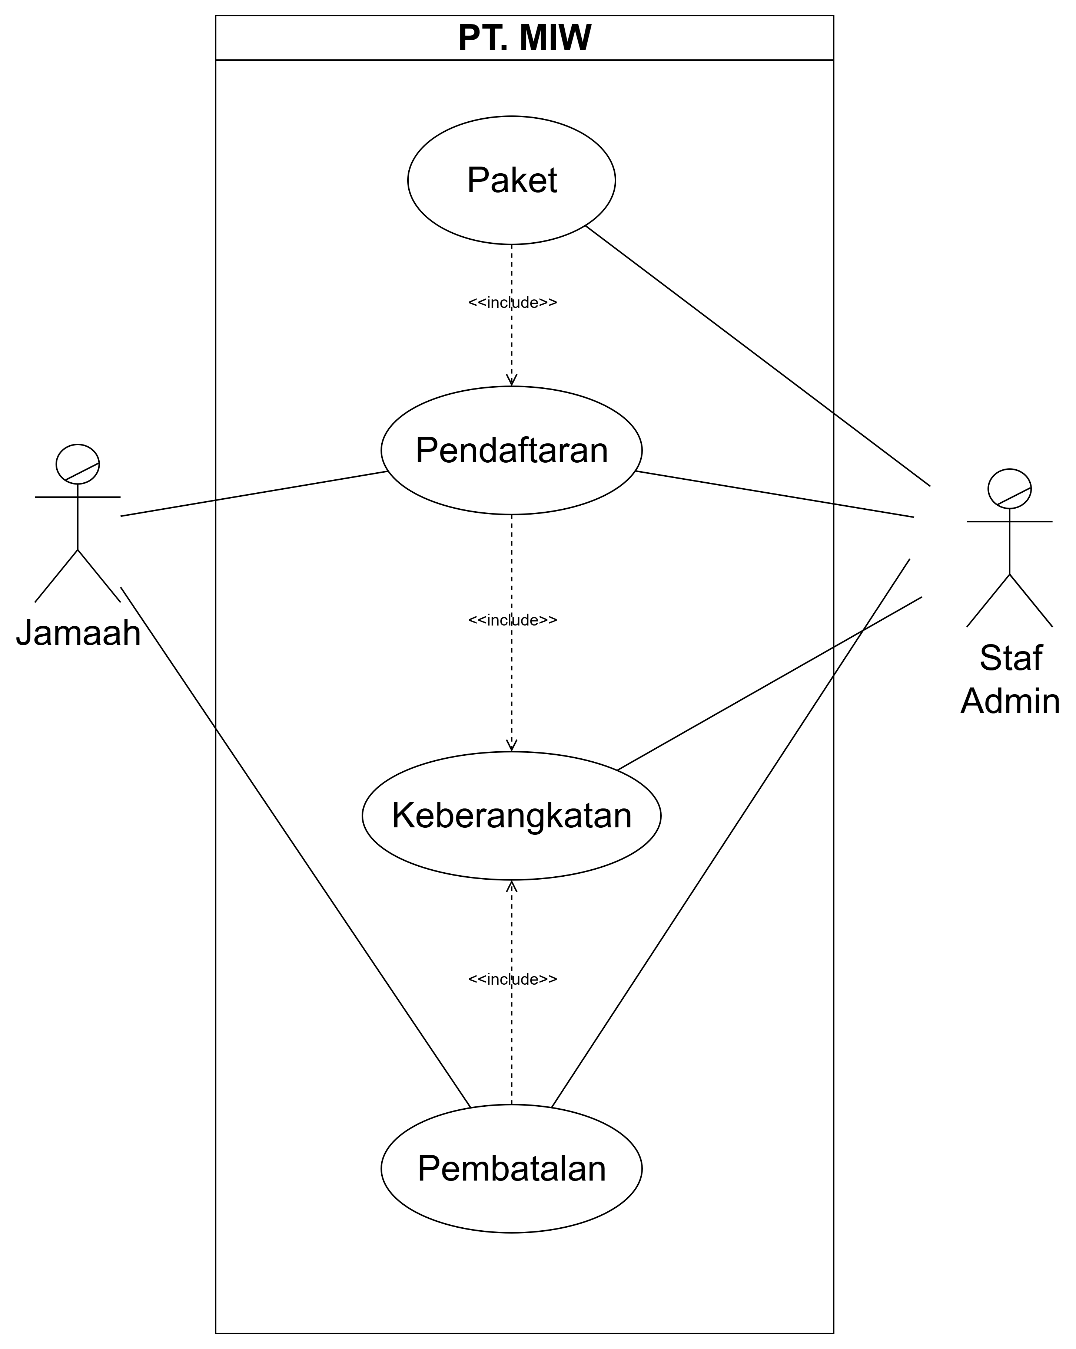 PT. MIW
Paket
<<include>>
Pendaftaran
<<include>>
Jamaah
Staf
Admin
Keberangkatan
<<include>>
Pembatalan